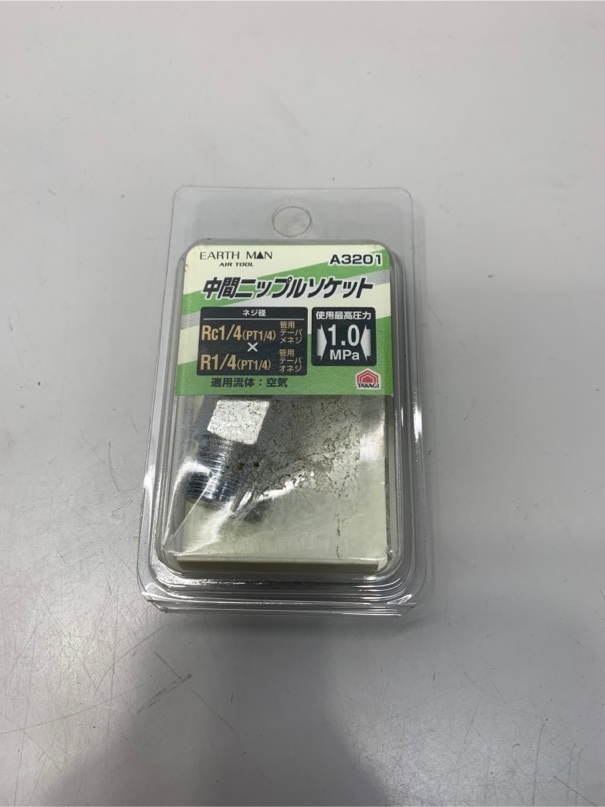 EARTH MAN
AIR TOOL
A3201
中間ニップルソケット
ネジ径
Rc1/4(PT1/4) 管用テーパメネジ
×
R1/4(PT1/4) 管用テーパオネジ
使用最高圧力
1.0
MPa
適用流体：空気
TAKAGI